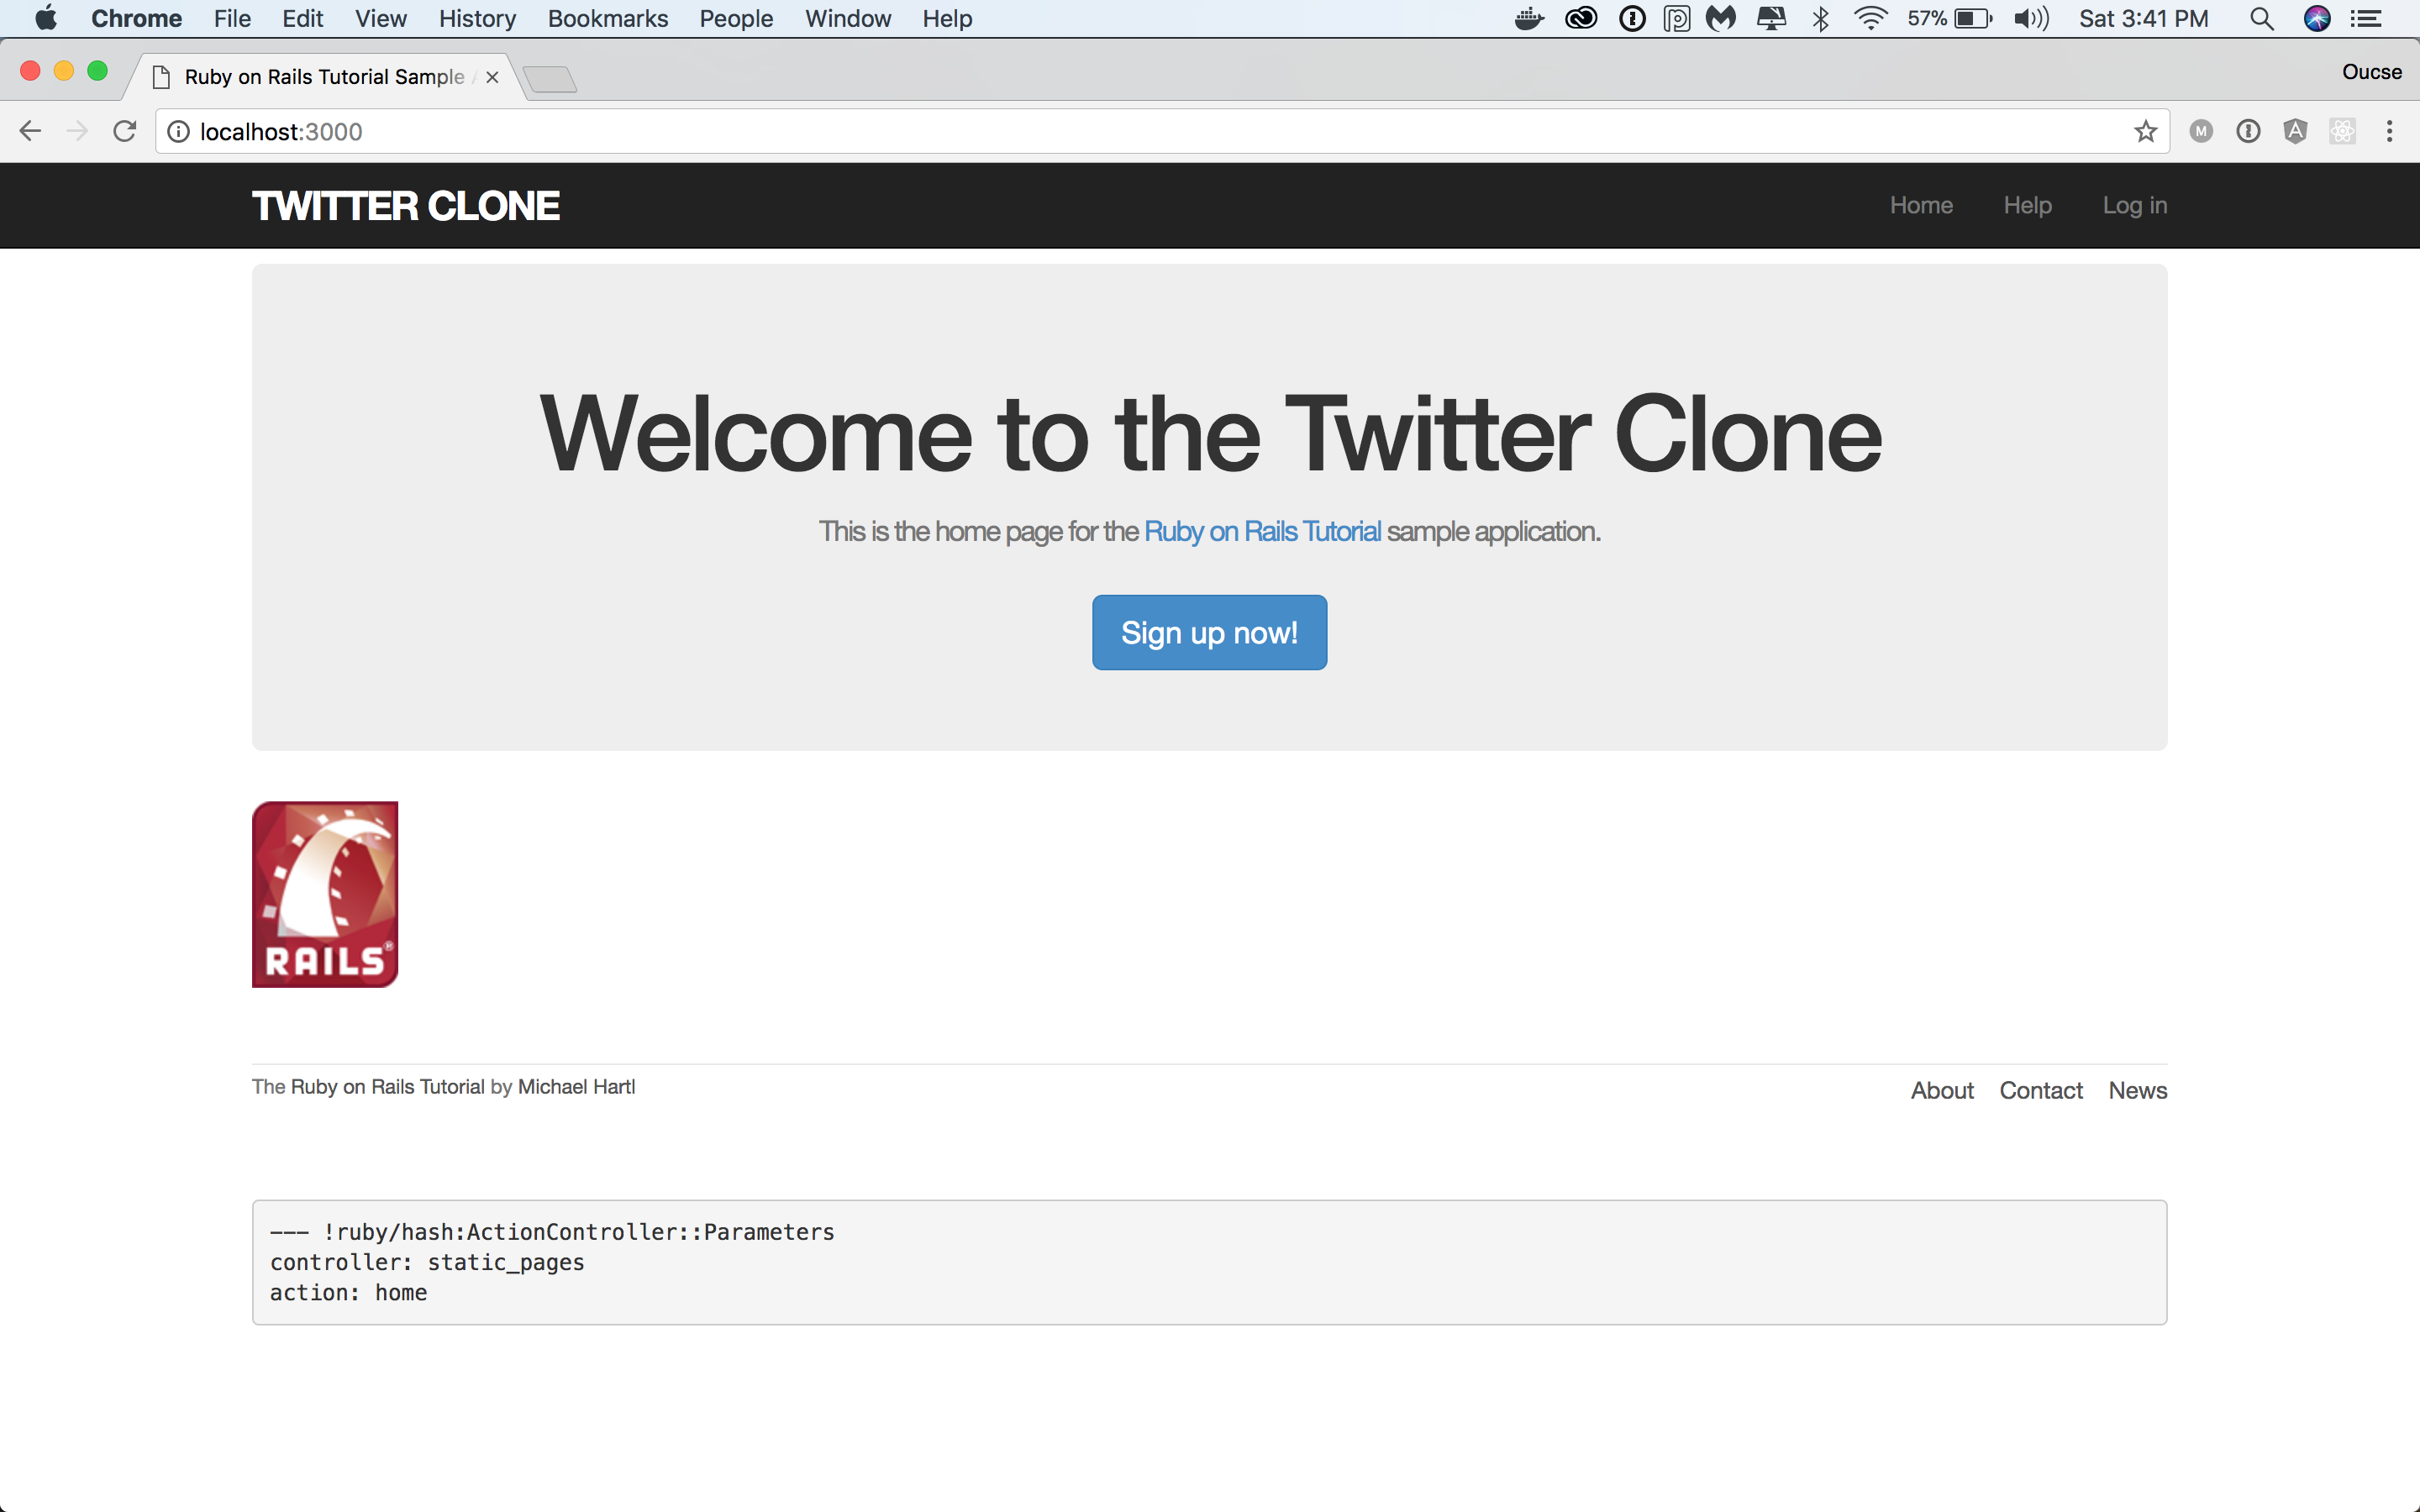 Chrome File Edit View History Bookmarks People Window Help 57% Sat 3:41 PM
Ruby on Rails Tutorial Sample Oucse
localhost:3000
TWITTER CLONE Home Help Log in
Welcome to the Twitter Clone
This is the home page for the Ruby on Rails Tutorial sample application.
Sign up now!
RAILS®
The Ruby on Rails Tutorial by Michael Hartl About Contact News
--- !ruby/hash:ActionController::Parameters
controller: static_pages
action: home